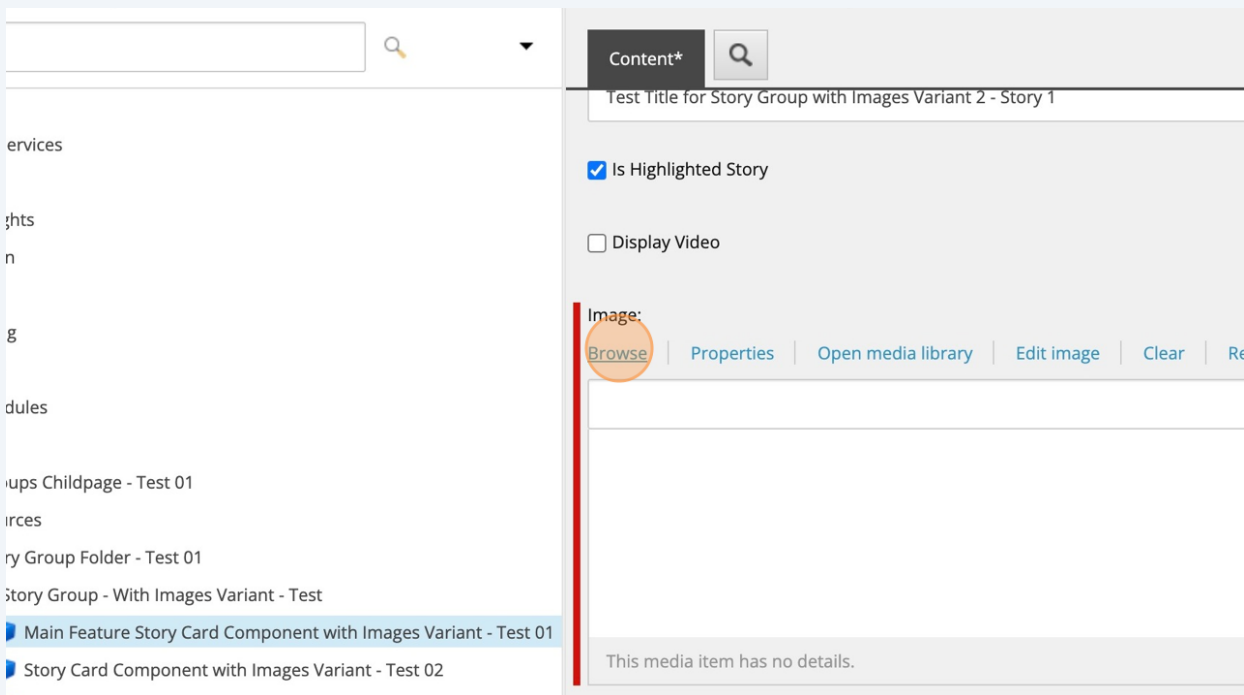 Content*
Test Title for Story Group with Images Variant 2 - Story 1
ervices
Is Highlighted Story
ghts
n
Display Video
Image:
g
Browse Properties Open media library Edit image Clear Re
dules
ups Childpage - Test 01
rces
ry Group Folder - Test 01
Story Group - With Images Variant - Test
Main Feature Story Card Component with Images Variant - Test 01
This media item has no details.
Story Card Component with Images Variant - Test 02